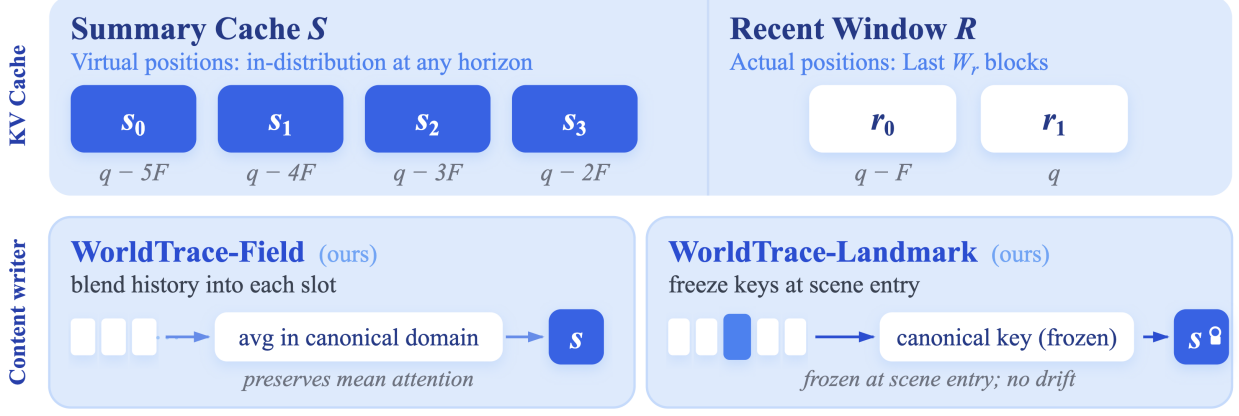 KV Cache
Summary Cache S
Virtual positions: in-distribution at any horizon
s0 s1 s2 s3
q − 5F q − 4F q − 3F q − 2F
Recent Window R
Actual positions: Last Wr blocks
r0 r1
q − F q
Content writer
WorldTrace-Field (ours)
blend history into each slot
avg in canonical domain s
preserves mean attention
WorldTrace-Landmark (ours)
freeze keys at scene entry
canonical key (frozen) s
frozen at scene entry; no drift